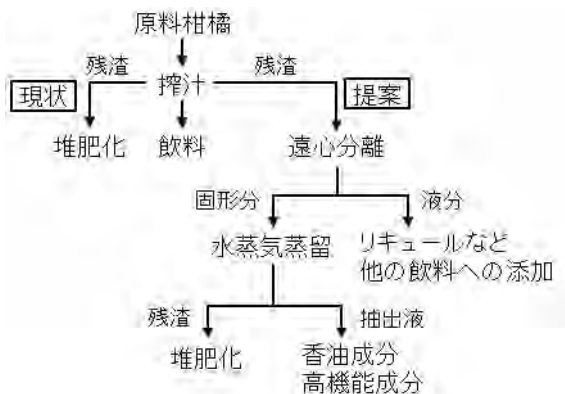 原料柑橘
残渣
搾汁
残渣
現状
提案
堆肥化
飲料
遠心分離
固形分
液分
水蒸気蒸留
リキュールなど
他の飲料への添加
残渣
抽出液
堆肥化
香油成分
高機能成分